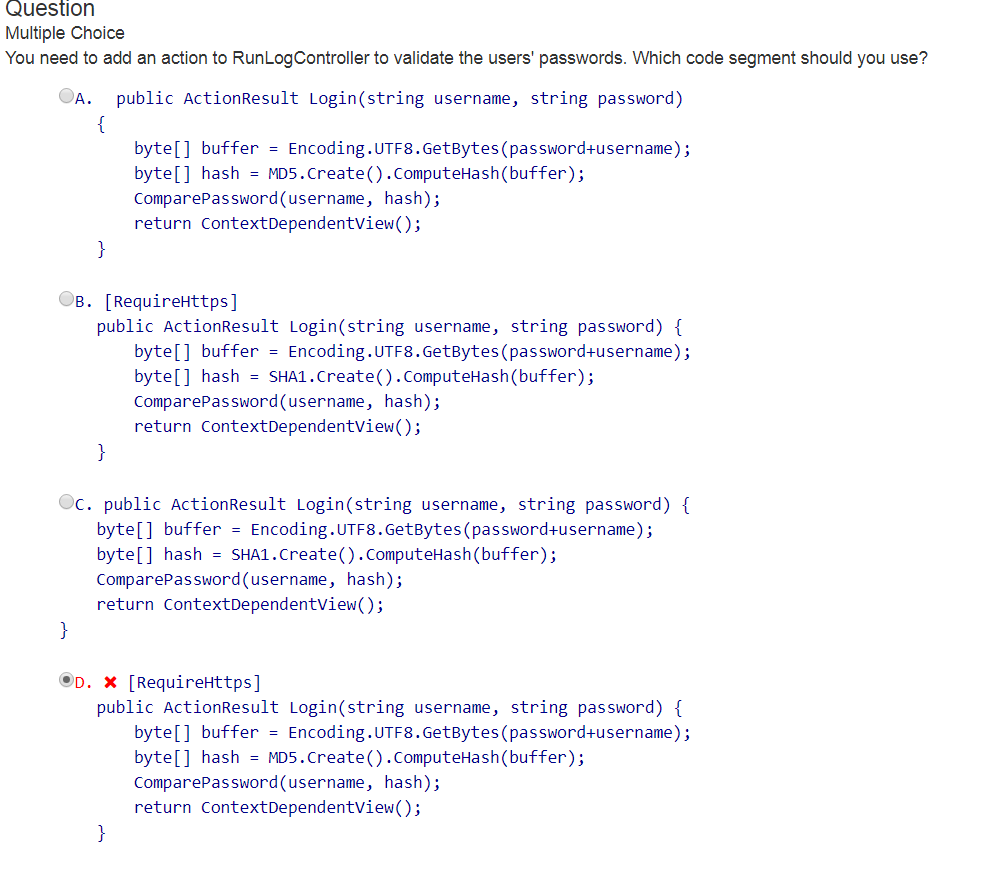 Question
Multiple Choice
You need to add an action to RunLogController to validate the users' passwords. Which code segment should you use?
A. public ActionResult Login(string username, string password)
{
byte[] buffer = Encoding.UTF8.GetBytes(password+username);
byte[] hash = MD5.Create().ComputeHash(buffer);
ComparePassword(username, hash);
return ContextDependentView();
}
B. [RequireHttps]
public ActionResult Login(string username, string password) {
byte[] buffer = Encoding.UTF8.GetBytes(password+username);
byte[] hash = SHA1.Create().ComputeHash(buffer);
ComparePassword(username, hash);
return ContextDependentView();
}
C. public ActionResult Login(string username, string password) {
byte[] buffer = Encoding.UTF8.GetBytes(password+username);
byte[] hash = SHA1.Create().ComputeHash(buffer);
ComparePassword(username, hash);
return ContextDependentView();
}
D. ✖ [RequireHttps]
public ActionResult Login(string username, string password) {
byte[] buffer = Encoding.UTF8.GetBytes(password+username);
byte[] hash = MD5.Create().ComputeHash(buffer);
ComparePassword(username, hash);
return ContextDependentView();
}